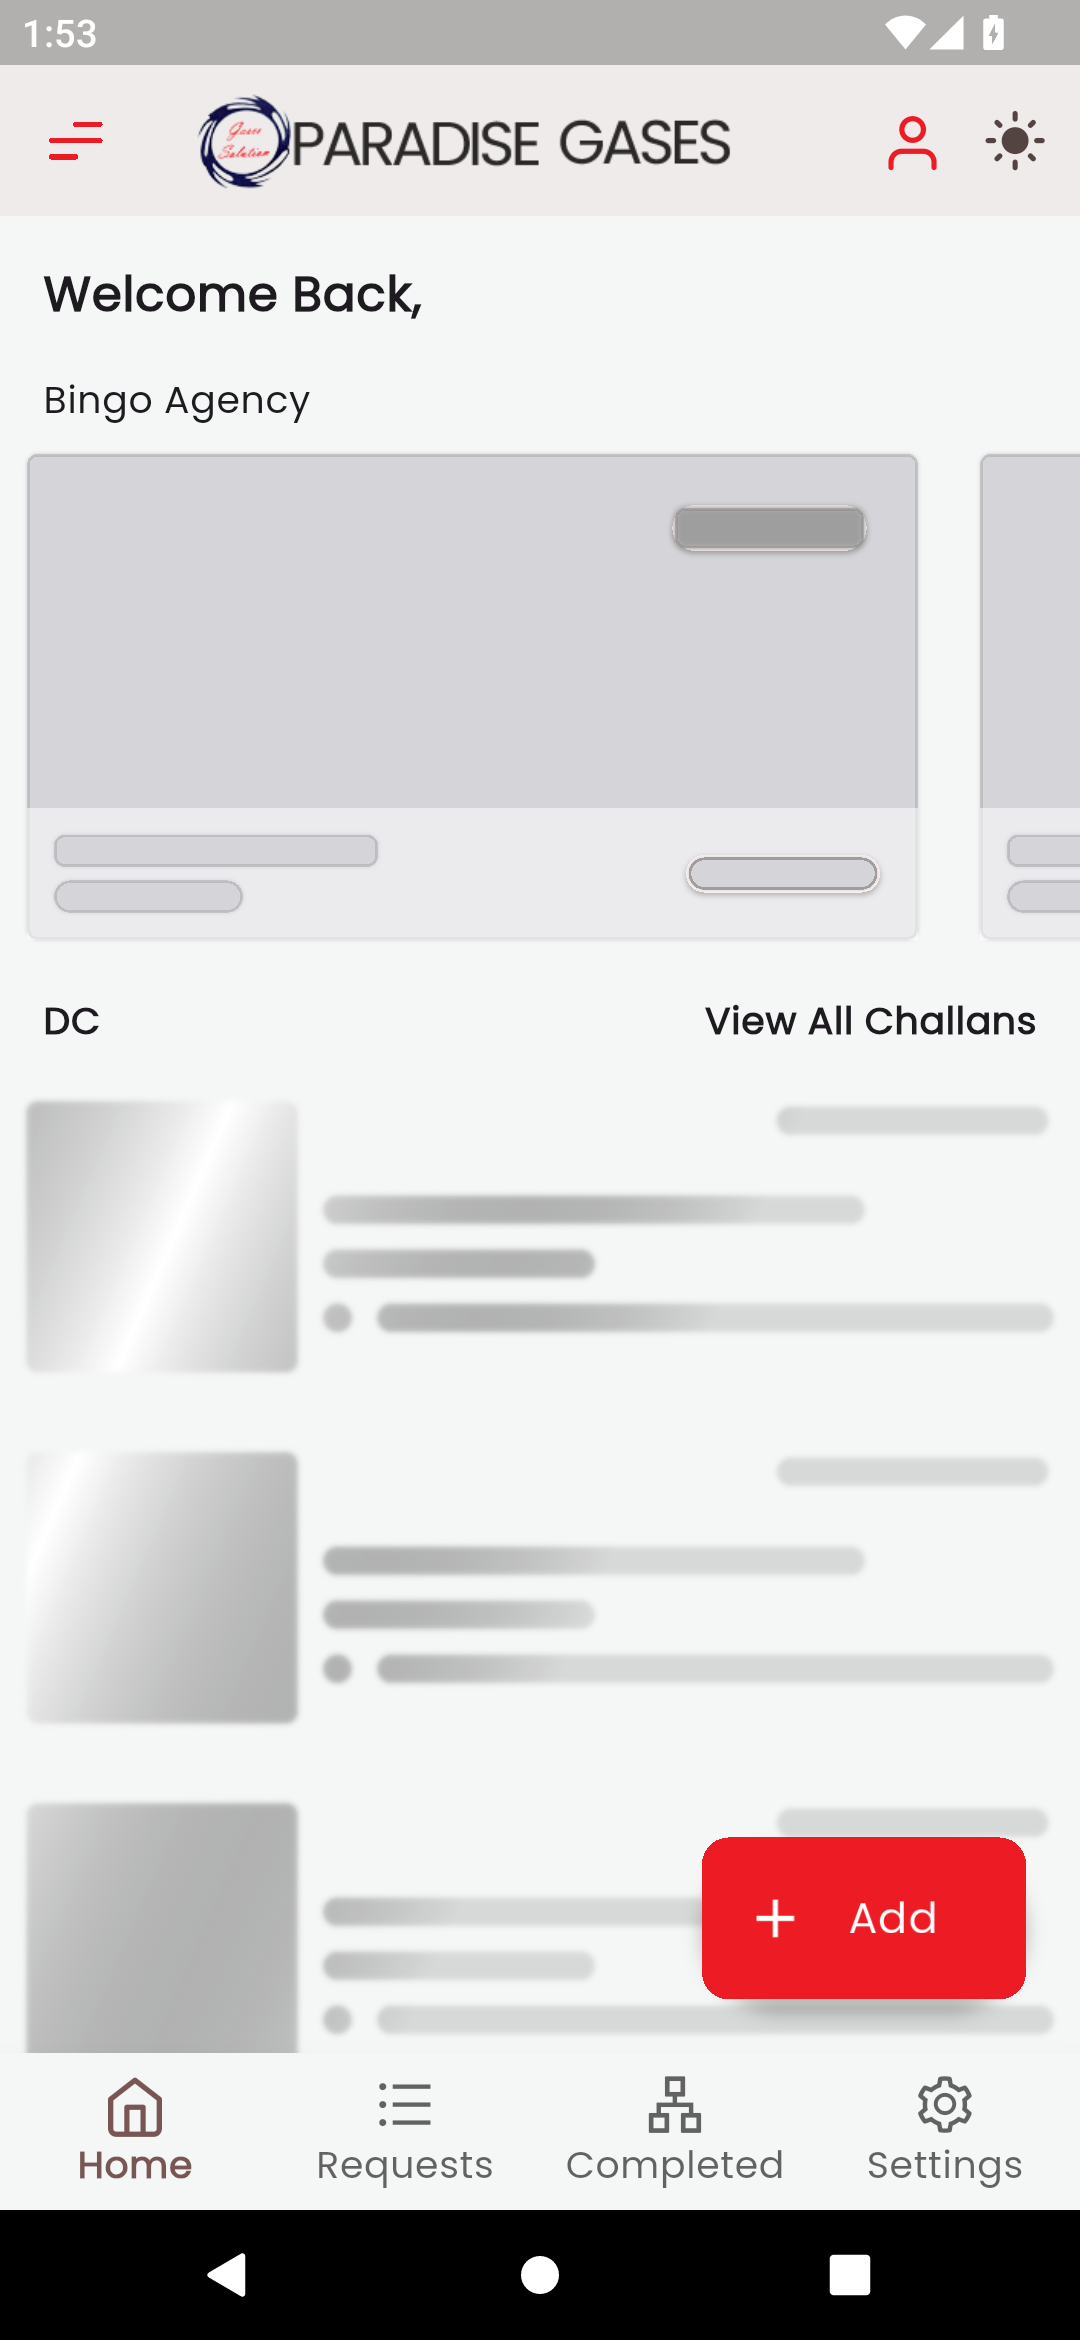 1:53
Gases
Solution
PARADISE GASES
Welcome Back,
Bingo Agency
DC
View All Challans
Add
Home
Requests
Completed
Settings